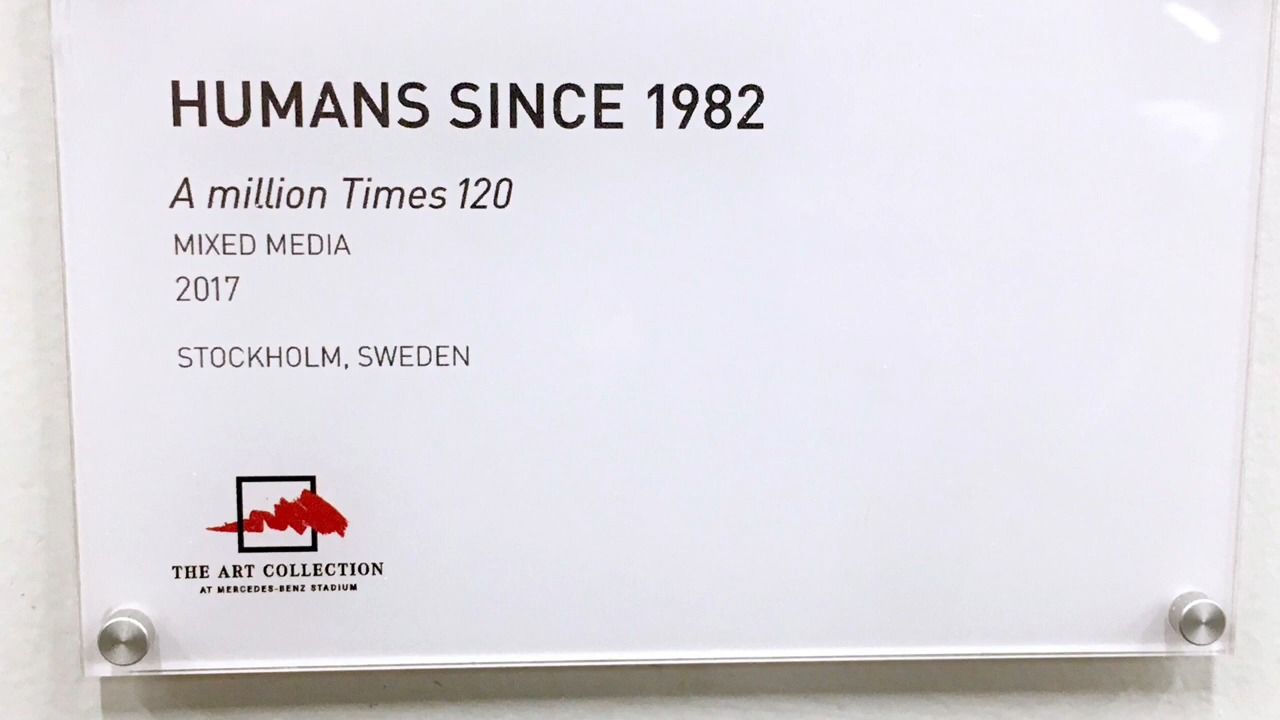 HUMANS SINCE 1982
A million Times 120
MIXED MEDIA
2017
STOCKHOLM, SWEDEN
THE ART COLLECTION
AT MERCEDES-BENZ STADIUM